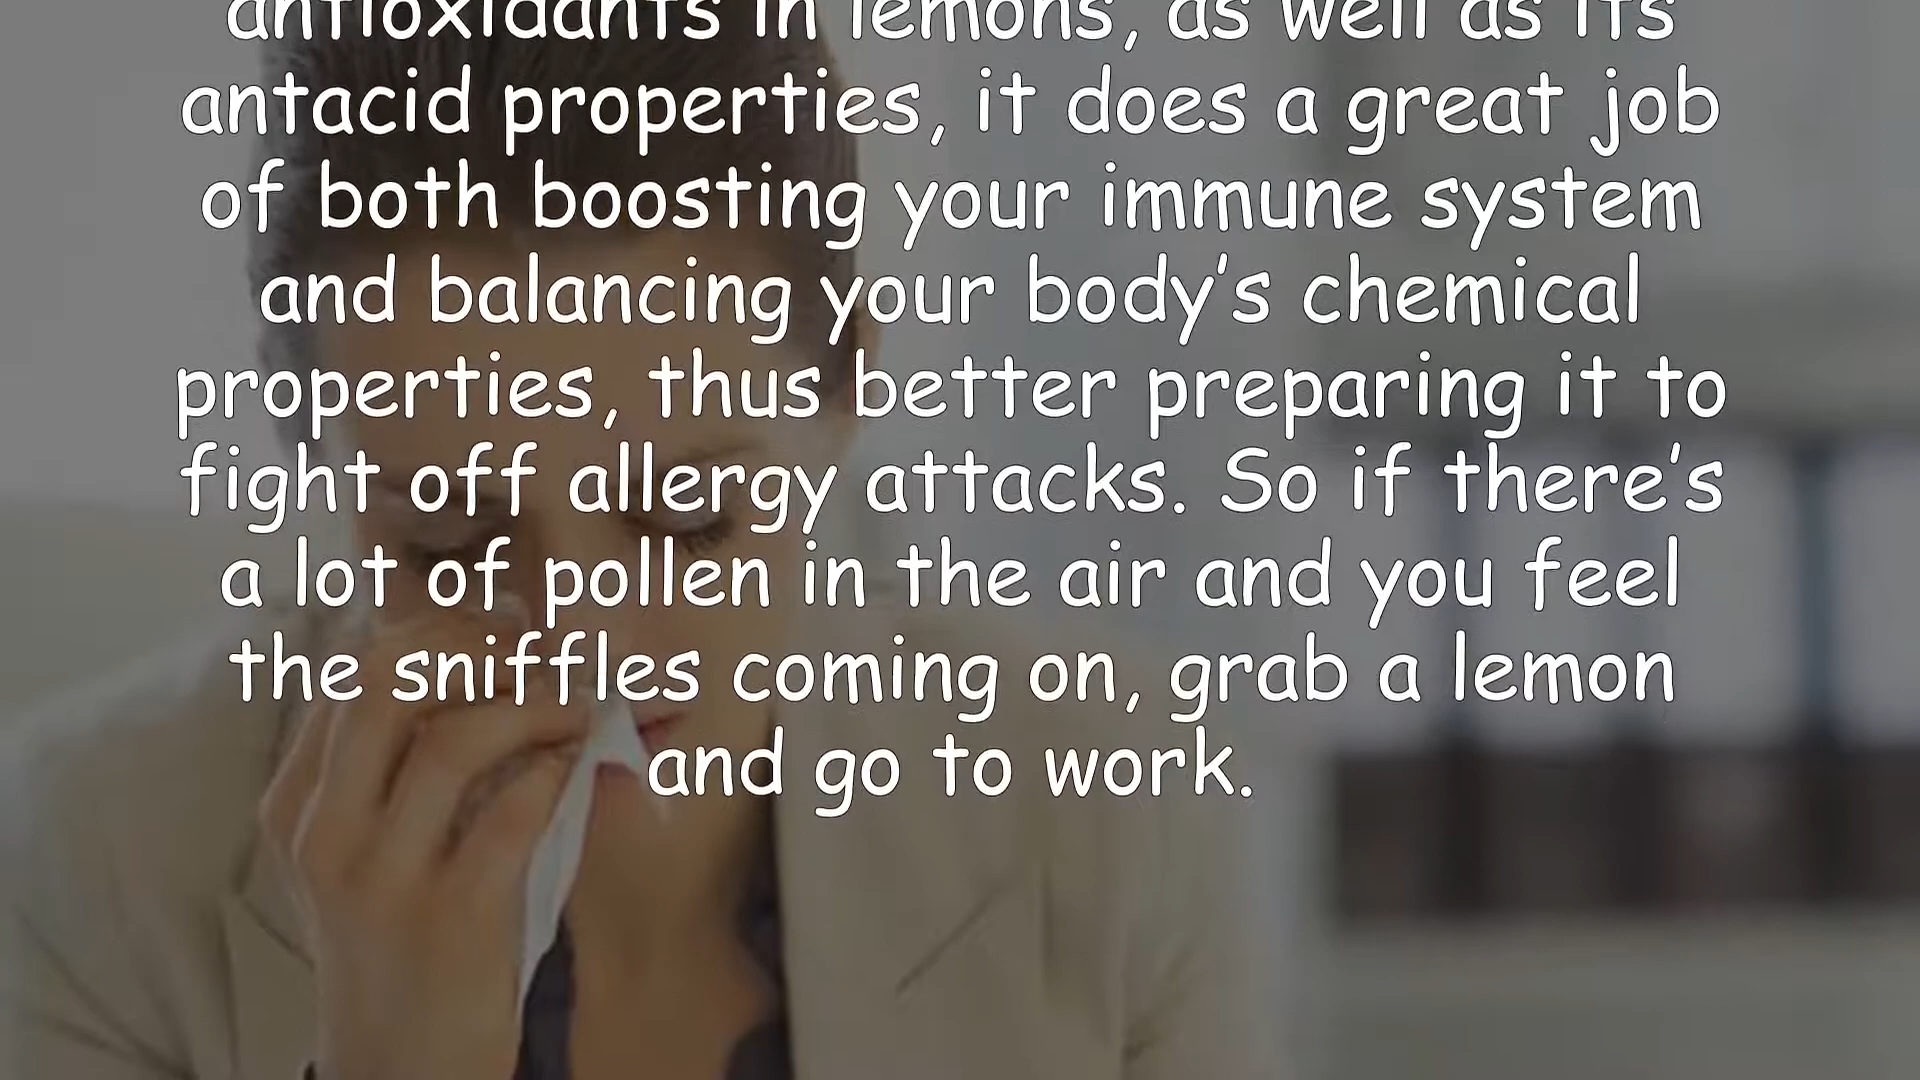 antioxidants in lemons, as well as its
antacid properties, it does a great job
of both boosting your immune system
and balancing your body’s chemical
properties, thus better preparing it to
fight off allergy attacks. So if there’s
a lot of pollen in the air and you feel
the sniffles coming on, grab a lemon
and go to work.